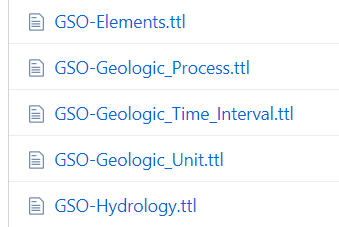 GSO-Elements.ttl
GSO-Geologic_Process.ttl
GSO-Geologic_Time_Interval.ttl
GSO-Geologic_Unit.ttl
GSO-Hydrology.ttl